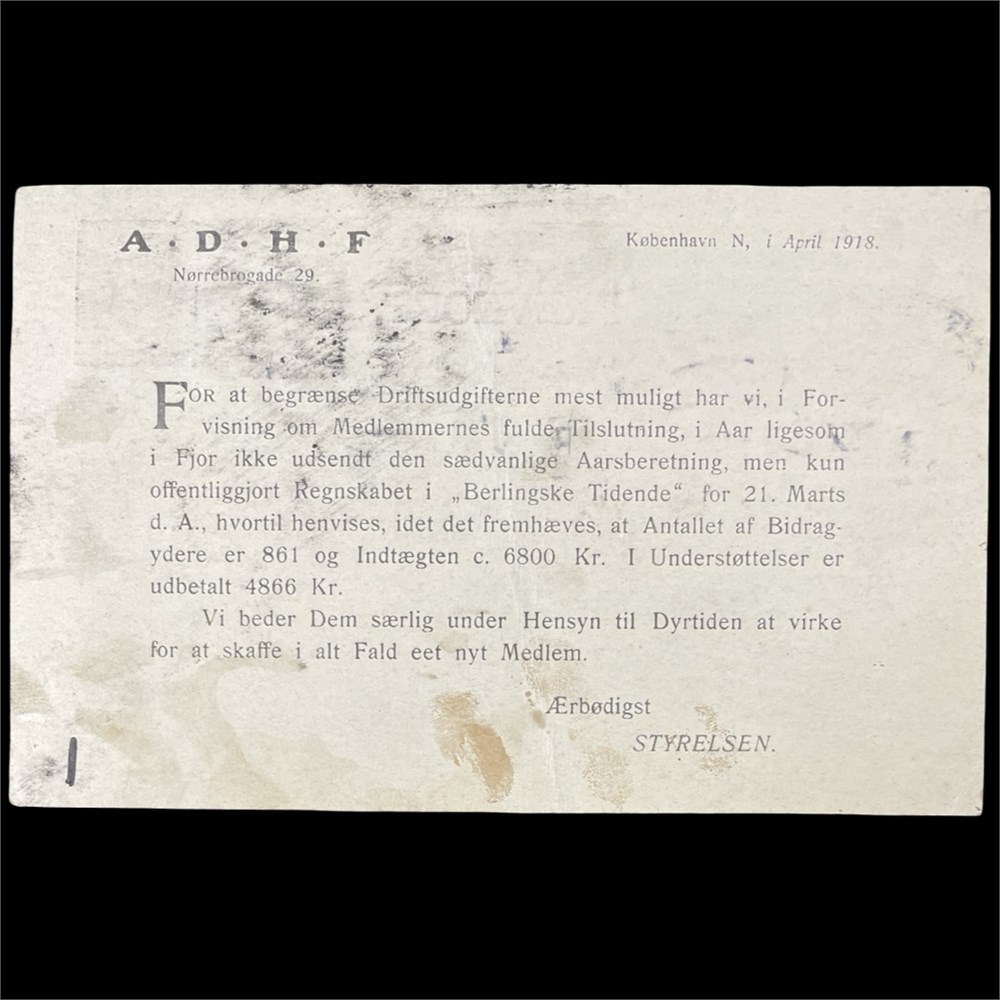 A · D · H · F
Nørrebrogade 29.
København N, i April 1918.
FOR at begrænse Driftsudgifterne mest muligt har vi, i For-
visning om Medlemmernes fulde Tilslutning, i Aar ligesom
i Fjor ikke udsendt den sædvanlige Aarsberetning, men kun
offentliggjort Regnskabet i „Berlingske Tidende“ for 21. Marts
d. A., hvortil henvises, idet det fremhæves, at Antallet af Bidrag-
ydere er 861 og Indtægten c. 6800 Kr. I Understøttelser er
udbetalt 4866 Kr.
Vi beder Dem særlig under Hensyn til Dyrtiden at virke
for at skaffe i alt Fald eet nyt Medlem.
Ærbødigst
STYRELSEN.